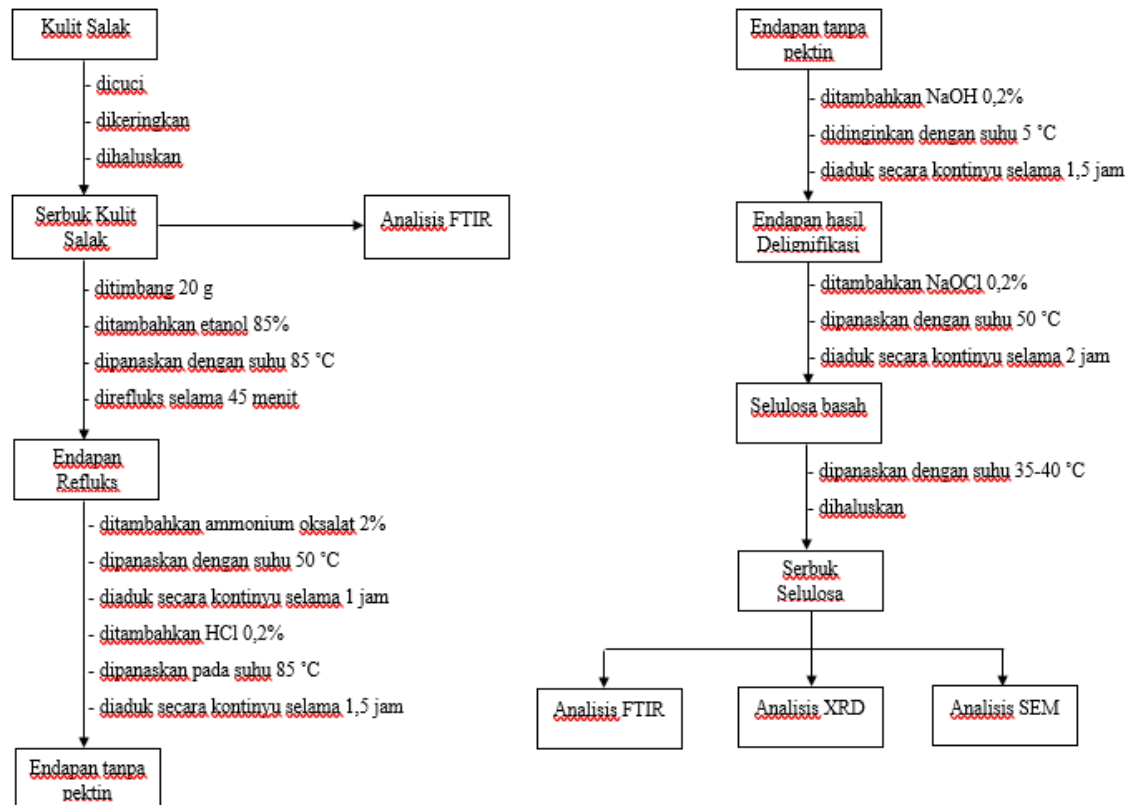 Kulit Salak
- dicuci
- dikeringkan
- dihaluskan
Serbuk Kulit
Salak
Analisis FTIR
- ditimbang 20 g
- ditambahkan etanol 85%
- dipanaskan dengan suhu 85 °C
- direfluks selama 45 menit
Endapan
Refluks
- ditambahkan ammonium oksalat 2%
- dipanaskan dengan suhu 50 °C
- diaduk secara kontinyu selama 1 jam
- ditambahkan HCl 0,2%
- dipanaskan pada suhu 85 °C
- diaduk secara kontinyu selama 1,5 jam
Endapan tanpa
pektin
Endapan tanpa
pektin
- ditambahkan NaOH 0,2%
- didinginkan dengan suhu 5 °C
- diaduk secara kontinyu selama 1,5 jam
Endapan hasil
Delignifikasi
- ditambahkan NaOCl 0,2%
- dipanaskan dengan suhu 50 °C
- diaduk secara kontinyu selama 2 jam
Selulosa basah
- dipanaskan dengan suhu 35-40 °C
- dihaluskan
Serbuk
Selulosa
Analisis FTIR
Analisis XRD
Analisis SEM